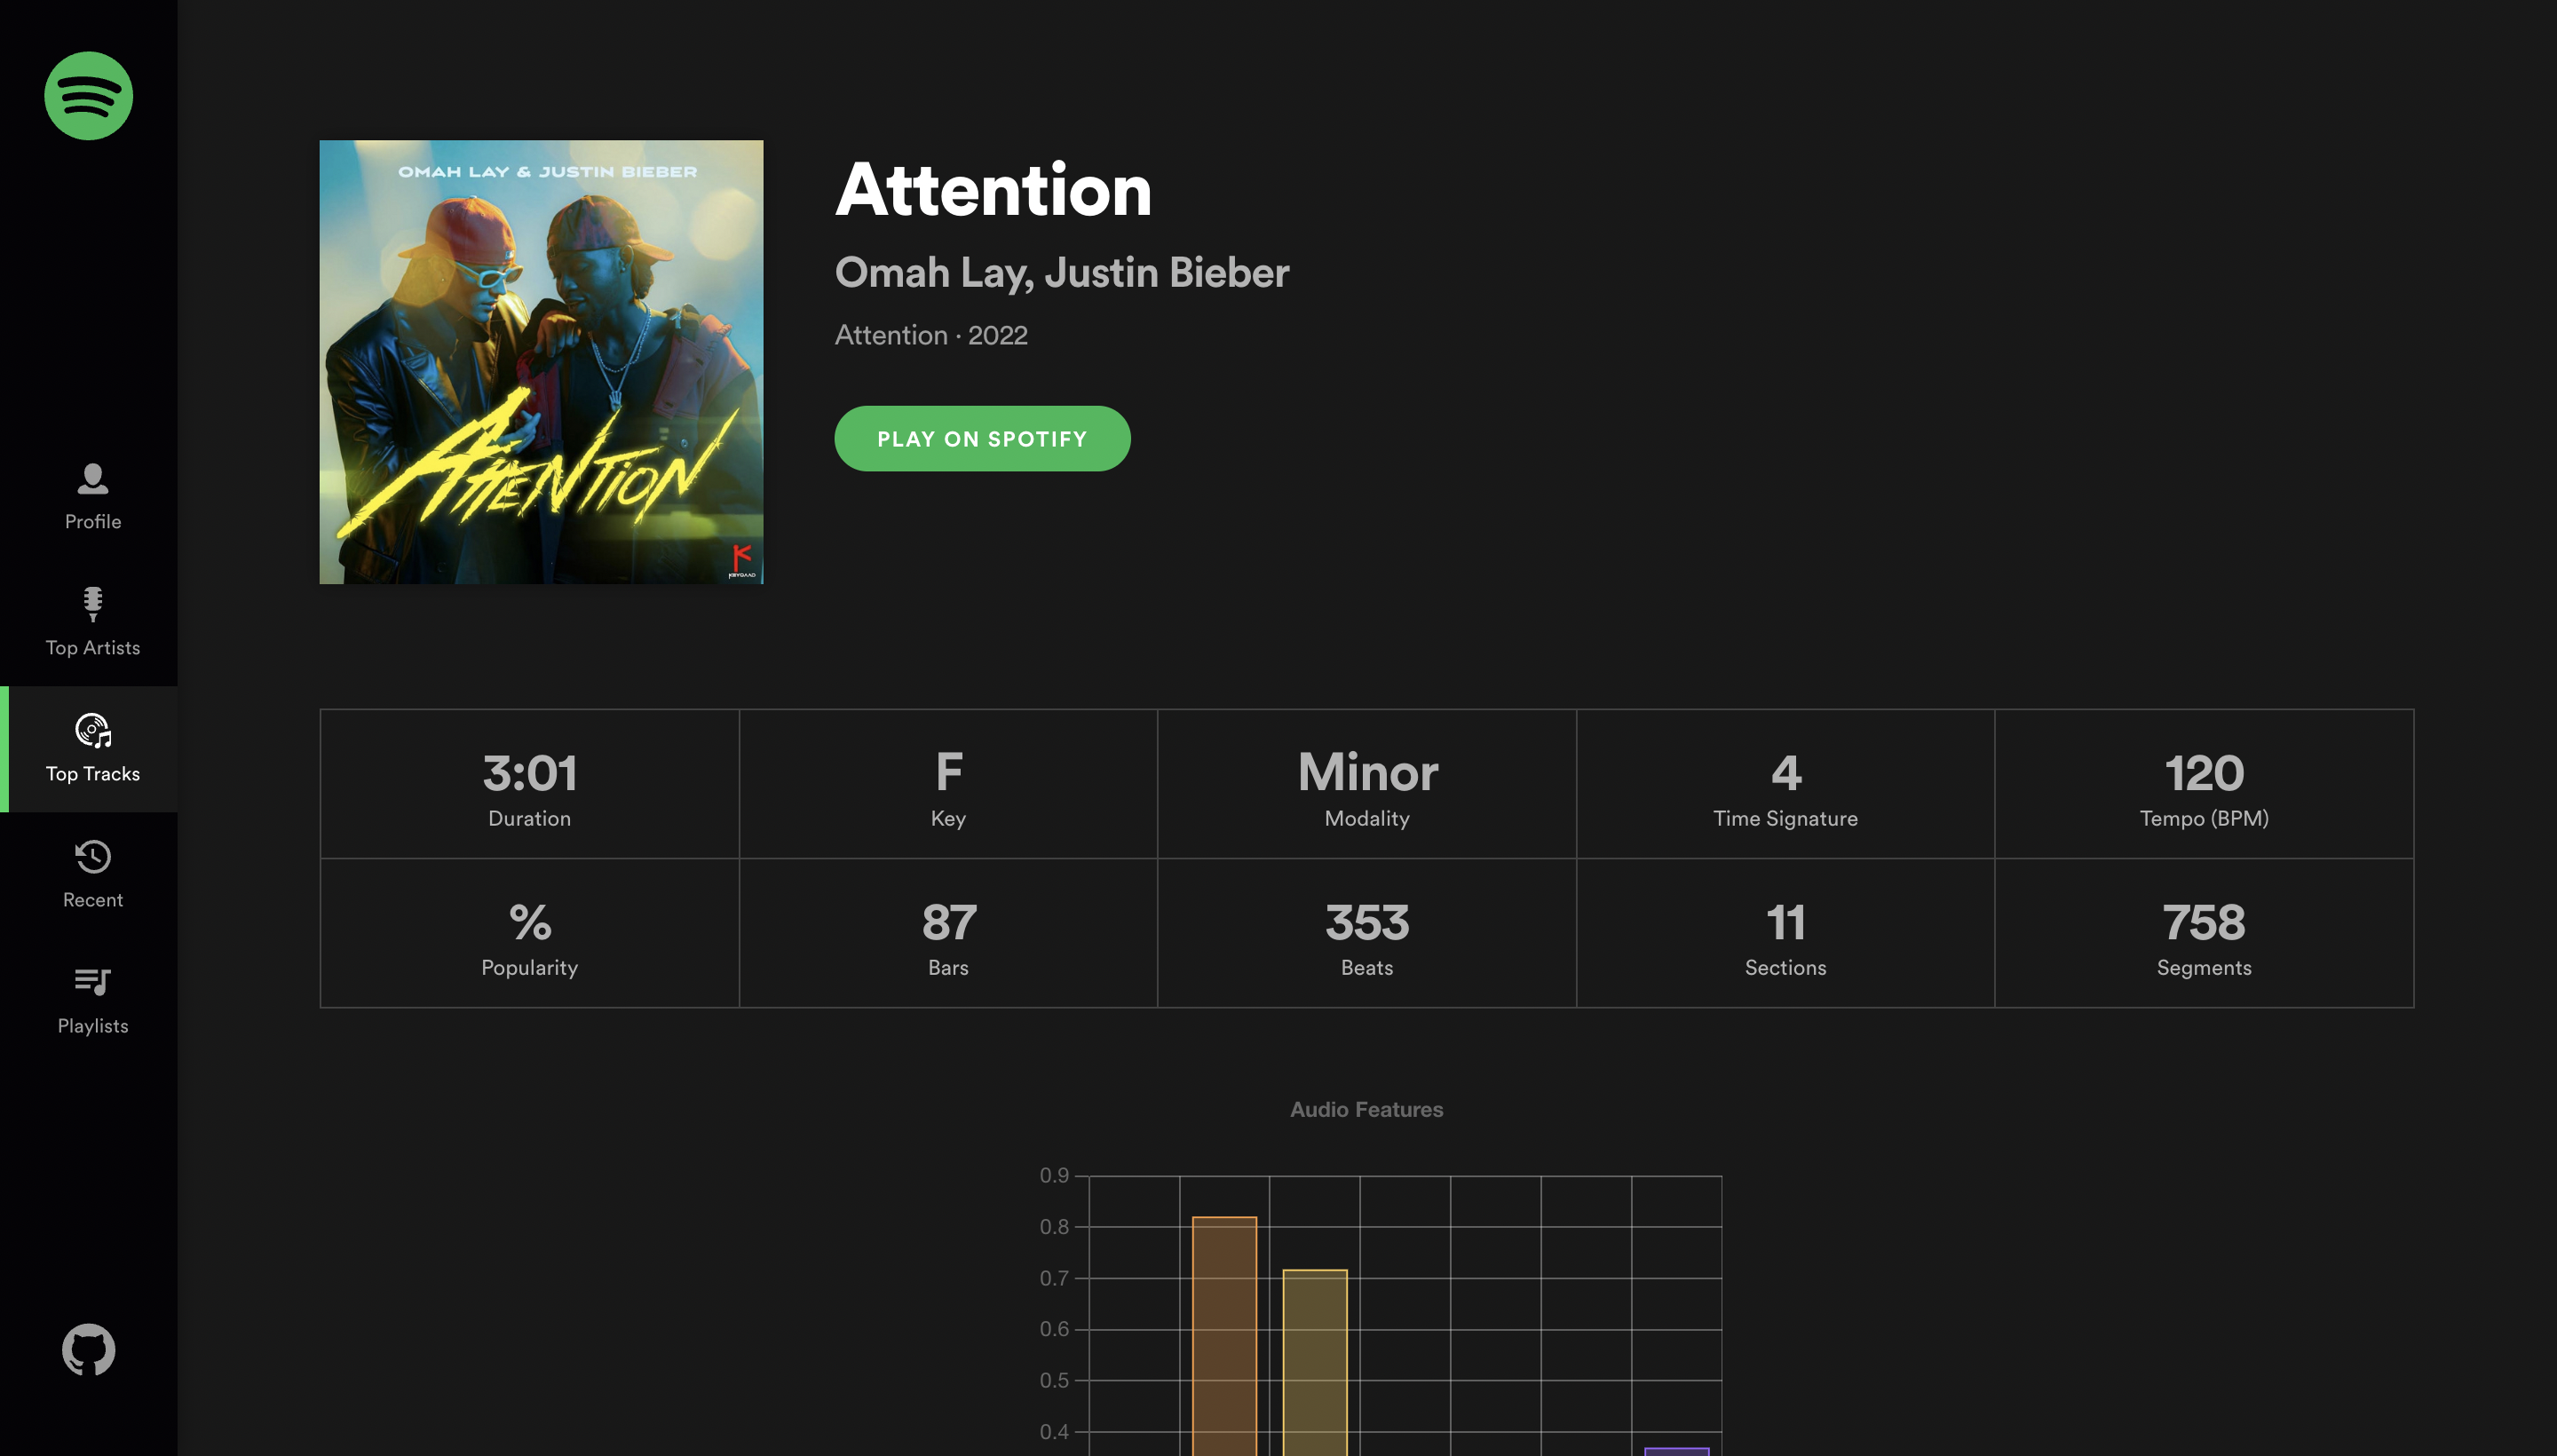 OMAH LAY & JUSTIN BIEBER
ATTENTION
KEYQAAD
Attention
Omah Lay, Justin Bieber
Attention · 2022
PLAY ON SPOTIFY
Profile
Top Artists
Top Tracks
Recent
Playlists
3:01
Duration
F
Key
Minor
Modality
4
Time Signature
120
Tempo (BPM)
%
Popularity
87
Bars
353
Beats
11
Sections
758
Segments
Audio Features
0.9
0.8
0.7
0.6
0.5
0.4